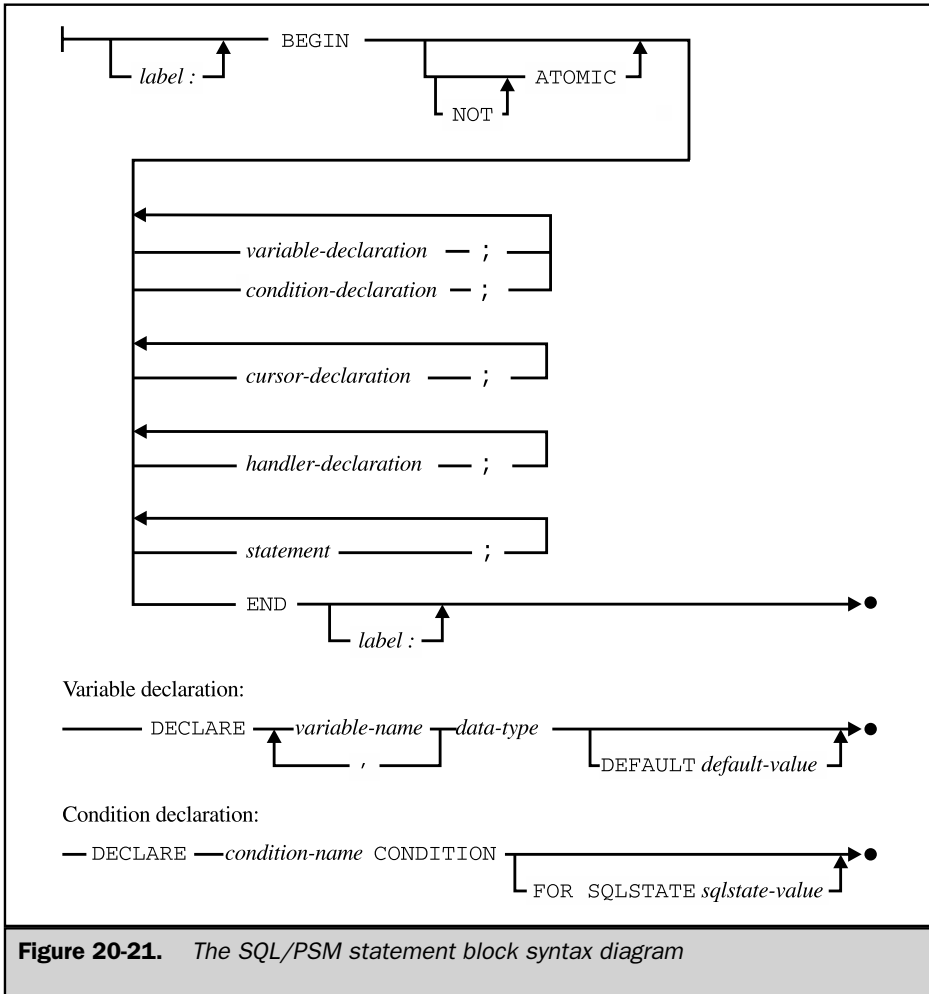 BEGIN
label :
ATOMIC
NOT
variable-declaration ;
condition-declaration ;
cursor-declaration ;
handler-declaration ;
statement ;
END
label :
Variable declaration:
DECLARE variable-name data-type
,
DEFAULT default-value
Condition declaration:
DECLARE condition-name CONDITION
FOR SQLSTATE sqlstate-value
Figure 20-21. The SQL/PSM statement block syntax diagram